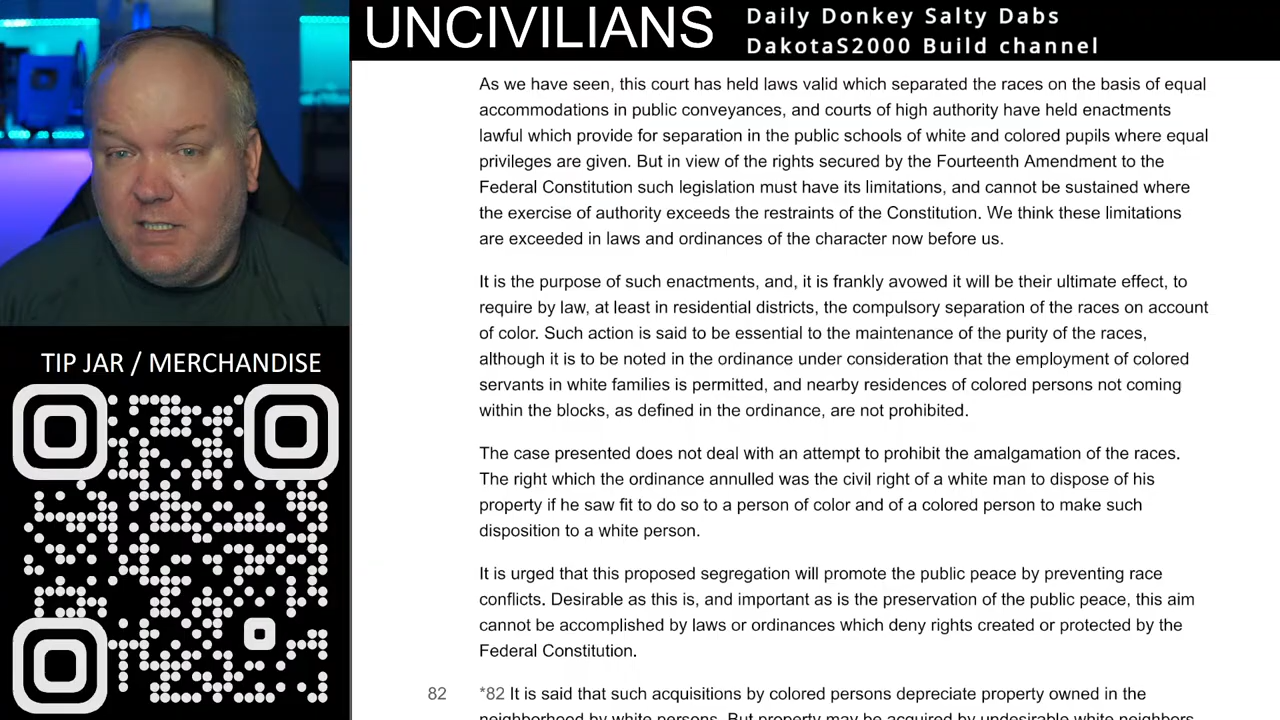 UNCIVILIANS
Daily Donkey Salty Dabs
DakotaS2000 Build channel
As we have seen, this court has held laws valid which separated the races on the basis of equal
accommodations in public conveyances, and courts of high authority have held enactments
lawful which provide for separation in the public schools of white and colored pupils where equal
privileges are given. But in view of the rights secured by the Fourteenth Amendment to the
Federal Constitution such legislation must have its limitations, and cannot be sustained where
the exercise of authority exceeds the restraints of the Constitution. We think these limitations
are exceeded in laws and ordinances of the character now before us.
It is the purpose of such enactments, and, it is frankly avowed it will be their ultimate effect, to
require by law, at least in residential districts, the compulsory separation of the races on account
of color. Such action is said to be essential to the maintenance of the purity of the races,
although it is to be noted in the ordinance under consideration that the employment of colored
servants in white families is permitted, and nearby residences of colored persons not coming
within the blocks, as defined in the ordinance, are not prohibited.
The case presented does not deal with an attempt to prohibit the amalgamation of the races.
The right which the ordinance annulled was the civil right of a white man to dispose of his
property if he saw fit to do so to a person of color and of a colored person to make such
disposition to a white person.
It is urged that this proposed segregation will promote the public peace by preventing race
conflicts. Desirable as this is, and important as is the preservation of the public peace, this aim
cannot be accomplished by laws or ordinances which deny rights created or protected by the
Federal Constitution.
82 *82 It is said that such acquisitions by colored persons depreciate property owned in the
neighborhood by white persons. But property may be acquired by undesirable white neighbors
TIP JAR / MERCHANDISE